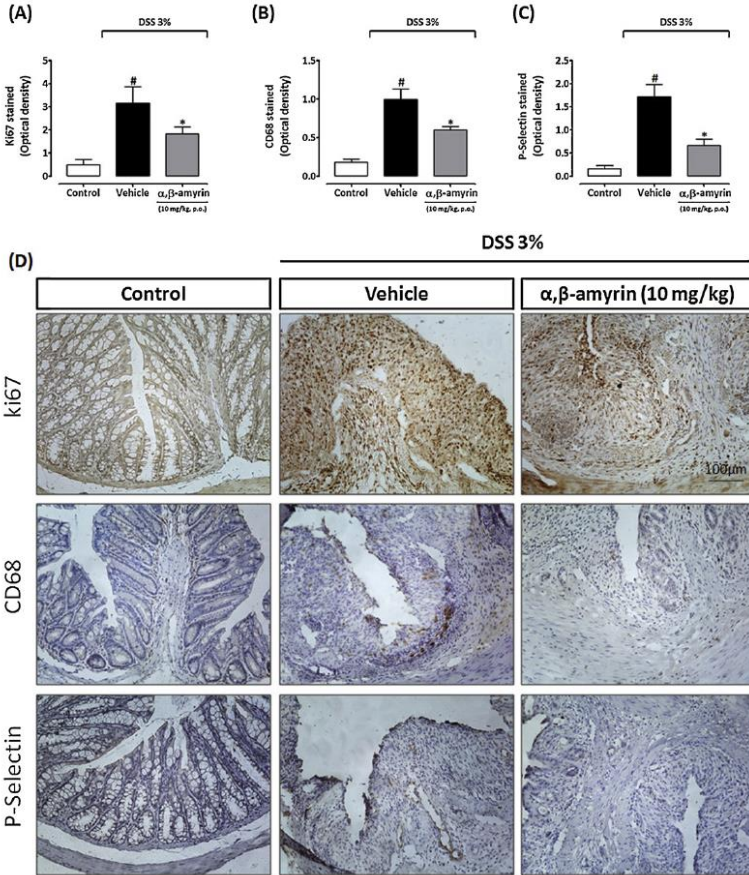 (A)
DSS 3%
Ki67 stained
(Optical density)
5
4
3
2
1
0
#
*
Control
Vehicle
α,β-amyrin
(10 mg/kg, p.o.)
(B)
DSS 3%
CD68 stained
(Optical density)
1.5
1.0
0.5
0.0
#
*
Control
Vehicle
α,β-amyrin
(10 mg/kg, p.o.)
(C)
DSS 3%
P-Selectin stained
(Optical density)
2.5
2.0
1.5
1.0
0.5
0.0
#
*
Control
Vehicle
α,β-amyrin
(10 mg/kg, p.o.)
(D)
DSS 3%
Control
Vehicle
α,β-amyrin (10 mg/kg)
ki67
100μm
CD68
P-Selectin